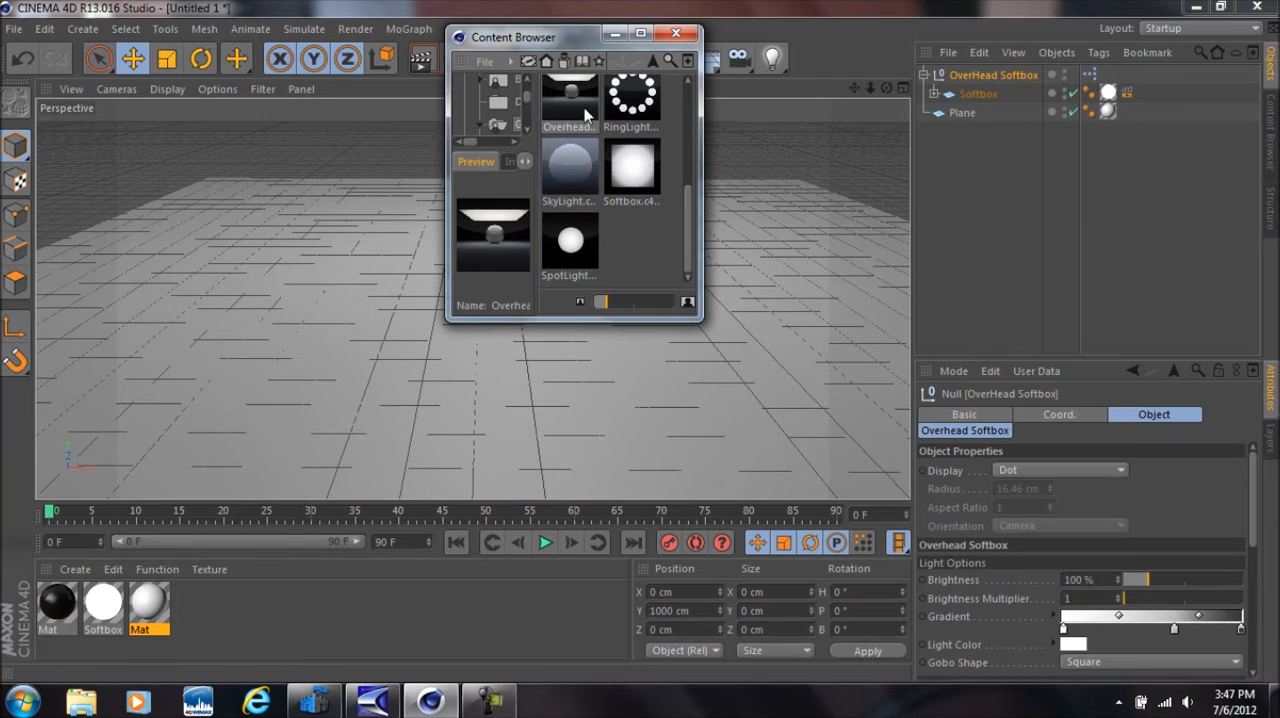 CINEMA 4D R13.016 Studio - [Untitled 1 *]
File Edit Create Select Tools Mesh Animate Simulate Render MoGraph
Layout: Startup
Content Browser
File
Overhead..
RingLight...
SkyLight.c..
Softbox.c4..
SpotLight...
Preview
In
Name: Overhea
View Cameras Display Options Filter Panel
Perspective
Y
Z
File Edit View Objects Tags Bookmark
OverHead Softbox
Softbox
Plane
Objects
Content Browser
Structure
Mode Edit User Data
Null [OverHead Softbox]
Basic Coord. Object
Overhead Softbox
Object Properties
Display Dot
Radius 16.46 cm
Aspect Ratio 1
Orientation Camera
Overhead Softbox
Light Options
Brightness 100 %
Brightness Multiplier 1
Gradient
Light Color
Gobo Shape Square
Attributes
Layers
0 5 10 15 20 25 30 35 40 45 50 55 60 65 70 75 80 85 90
0 F
0 F
0 F
90 F
90 F
Create Edit Function Texture
Mat
Softbox
Mat
Position Size Rotation
X 0 cm X 0 cm H 0 °
Y 1000 cm Y 0 cm P 0 °
Z 0 cm Z 0 cm B 0 °
Object (Rel) Size Apply
MAXON
CINEMA 4D
3:47 PM
7/6/2012